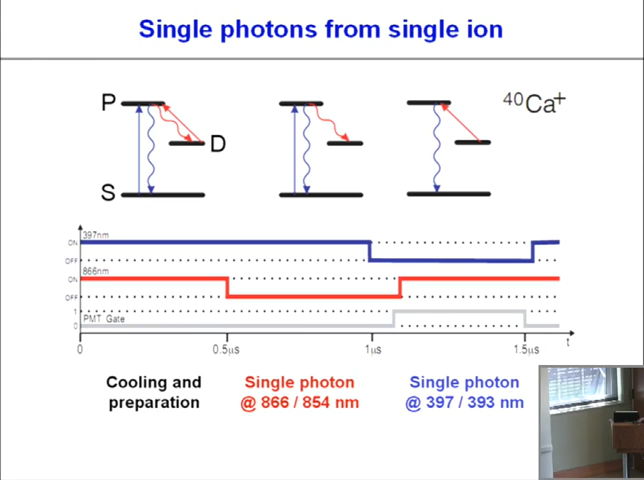 Single photons from single ion
P
D
S
⁴⁰Ca⁺
397nm
ON
OFF
866nm
ON
OFF
1
PMT Gate
0
0
0.5µs
1µs
1.5µs
t
Cooling and
preparation
Single photon
@ 866 / 854 nm
Single photon
@ 397 / 393 nm